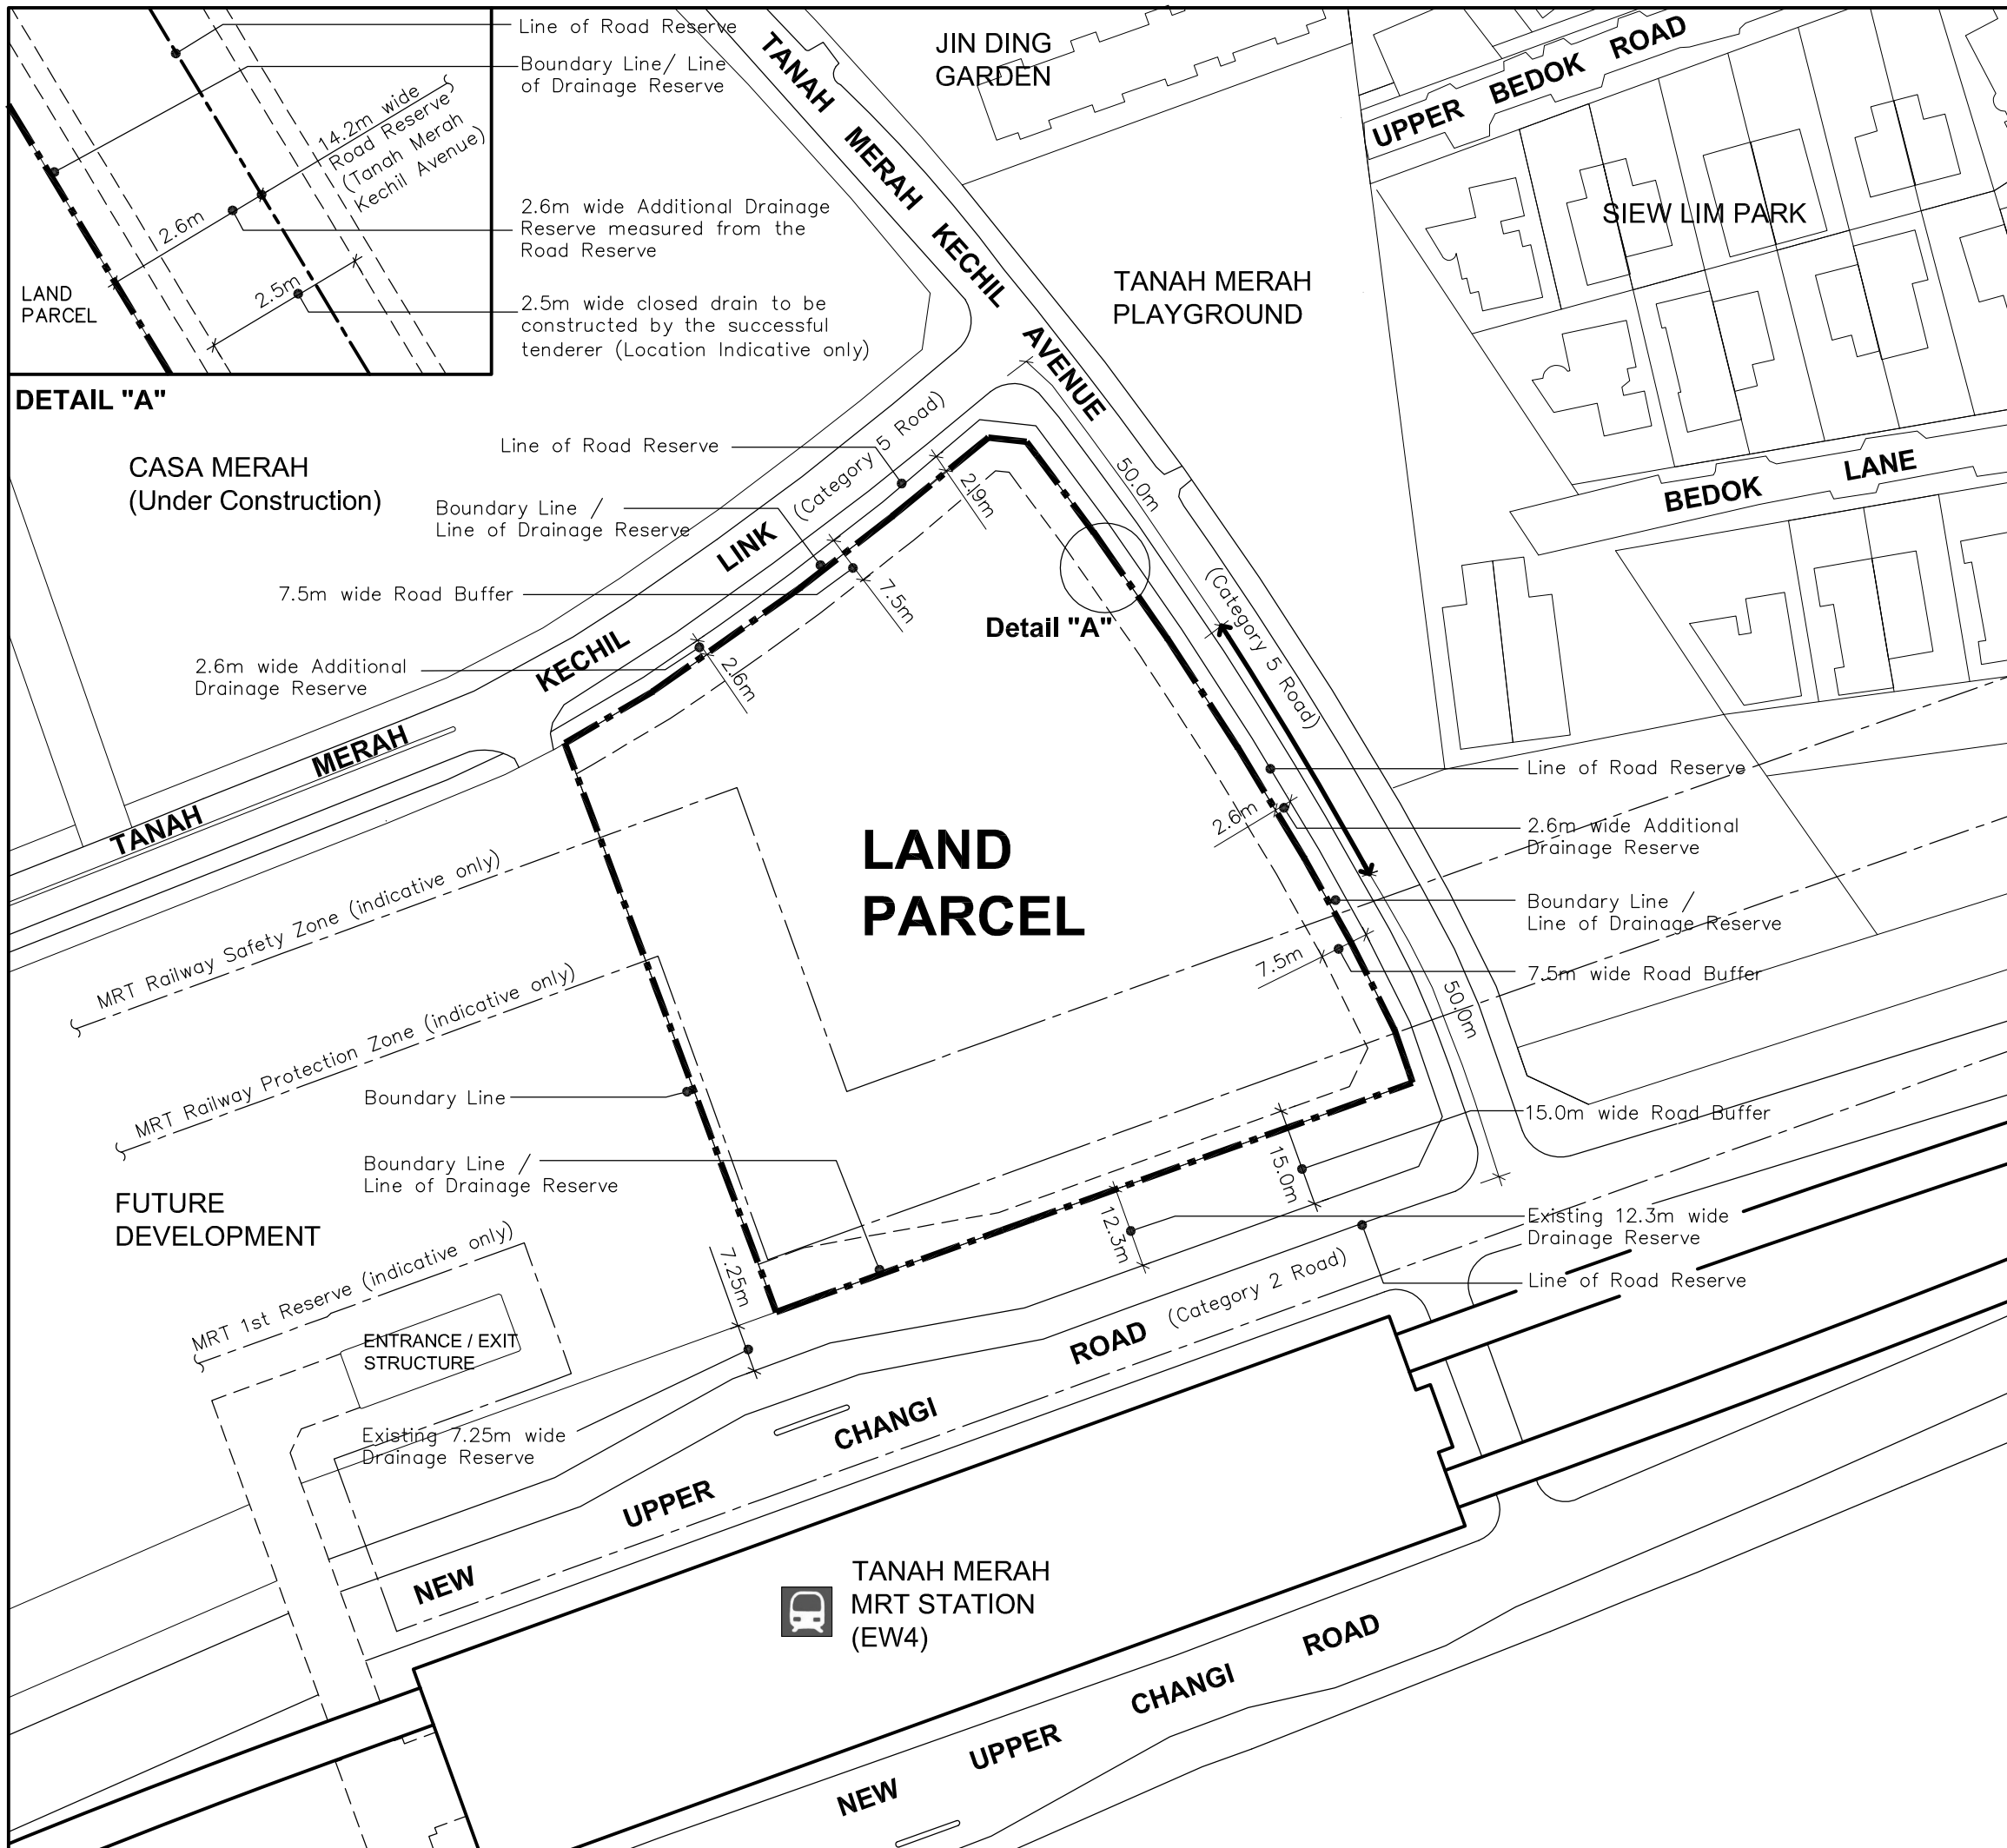 Line of Road Reserve
Boundary Line/ Line
of Drainage Reserve
14.2m wide
Road Reserve
(Tanah Merah
Kechil Avenue)
2.6m
2.6m wide Additional Drainage
Reserve measured from the
Road Reserve
2.5m
2.5m wide closed drain to be
constructed by the successful
tenderer (Location Indicative only)
LAND
PARCEL
DETAIL "A"
JIN DING
GARDEN
TANAH MERAH KECHIL AVENUE
UPPER BEDOK ROAD
SIEW LIM PARK
TANAH MERAH
PLAYGROUND
BEDOK LANE
CASA MERAH
(Under Construction)
Line of Road Reserve
(Category 5 Road)
Boundary Line /
Line of Drainage Reserve
7.5m wide Road Buffer
2.6m wide Additional
Drainage Reserve
TANAH MERAH KECHIL LINK
2.9m
7.5m
2.6m
50.0m
Detail "A"
(Category 5 Road)
Line of Road Reserve
2.6m
2.6m wide Additional
Drainage Reserve
Boundary Line /
Line of Drainage Reserve
7.5m
7.5m wide Road Buffer
50.0m
LAND
PARCEL
MRT Railway Safety Zone (indicative only)
MRT Railway Protection Zone (indicative only)
Boundary Line
Boundary Line /
Line of Drainage Reserve
15.0m wide Road Buffer
15.0m
12.3m
Existing 12.3m wide
Drainage Reserve
Line of Road Reserve
FUTURE
DEVELOPMENT
MRT 1st Reserve (indicative only)
ENTRANCE / EXIT
STRUCTURE
7.25m
Existing 7.25m wide
Drainage Reserve
NEW UPPER CHANGI ROAD
(Category 2 Road)
TANAH MERAH
MRT STATION
(EW4)
NEW UPPER CHANGI ROAD